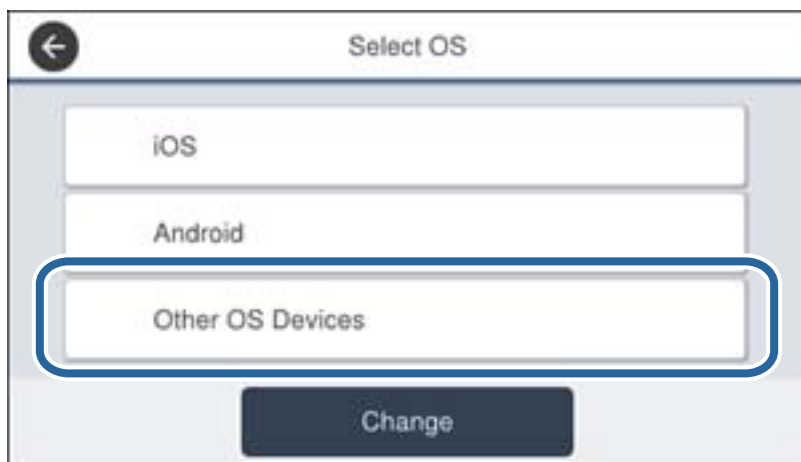 Select OS
iOS
Android
Other OS Devices
Change